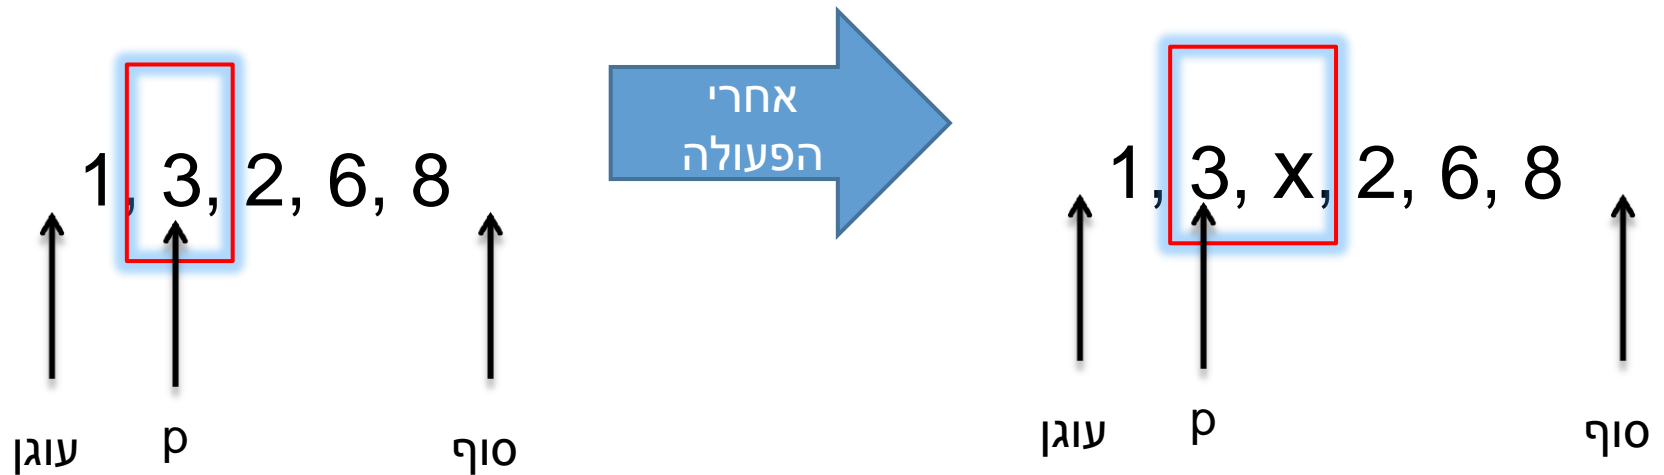 1, 3, 2, 6, 8
עוגן
p
סוף
אחרי
הפעולה
1, 3, x, 2, 6, 8
עוגן
p
סוף